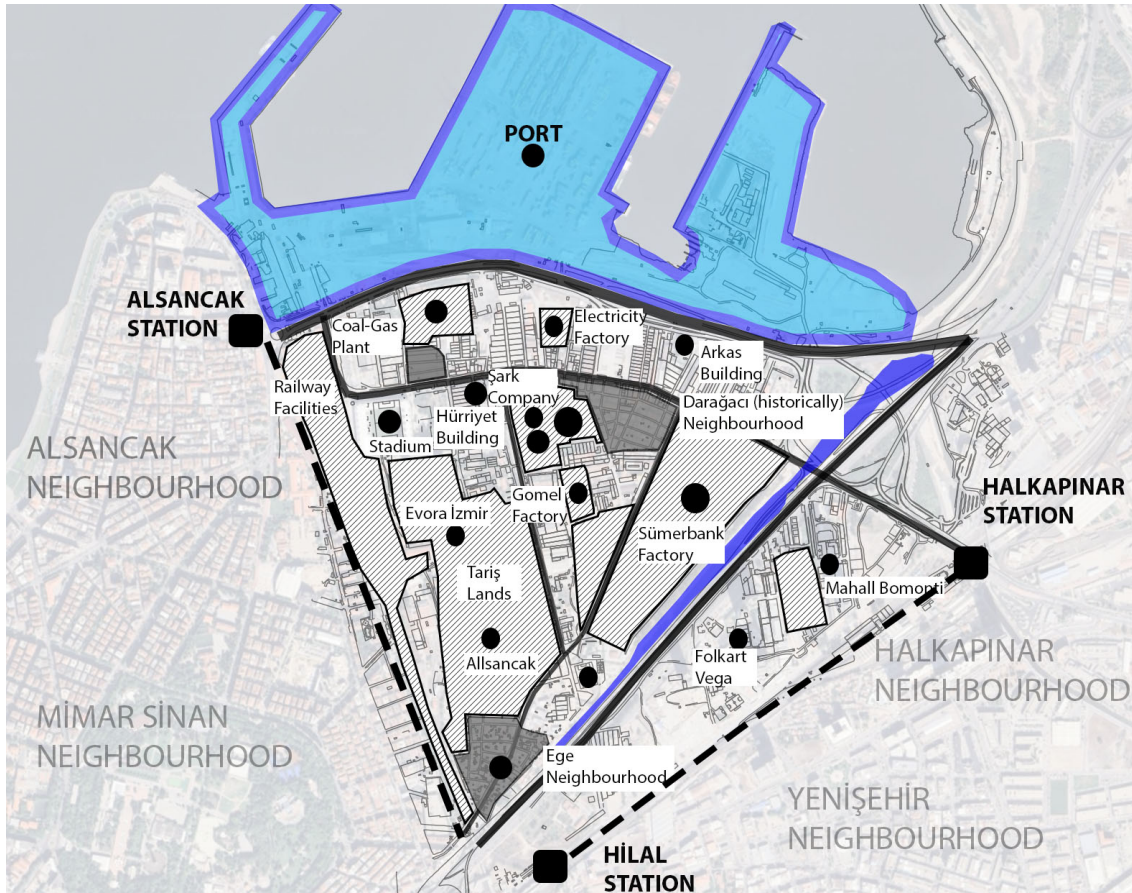 PORT
ALSANCAK
STATION
Coal-Gas
Plant
Electricity
Factory
Arkas
Building
Railway
Facilities
Şark
Company
Hürriyet
Building
Stadium
Darağacı (historically)
Neighbourhood
ALSANCAK
NEIGHBOURHOOD
Evora İzmir
Gomel
Factory
Sümerbank
Factory
HALKAPINAR
STATION
Tariş
Lands
Mahall Bomonti
Allsancak
Folkart
Vega
HALKAPINAR
NEIGHBOURHOOD
MİMAR SİNAN
NEIGHBOURHOOD
Ege
Neighbourhood
YENİŞEHİR
NEIGHBOURHOOD
HİLAL
STATION